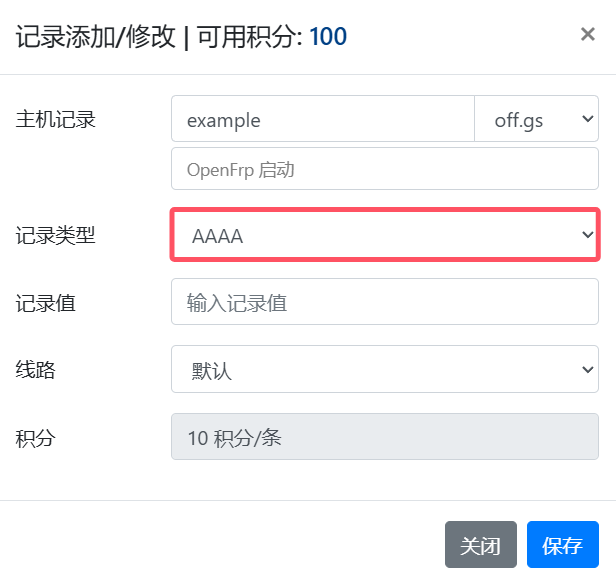 记录添加/修改 | 可用积分: 100 ×
主机记录 example off.gs
OpenFrp 启动
记录类型 AAAA
记录值 输入记录值
线路 默认
积分 10 积分/条
关闭 保存